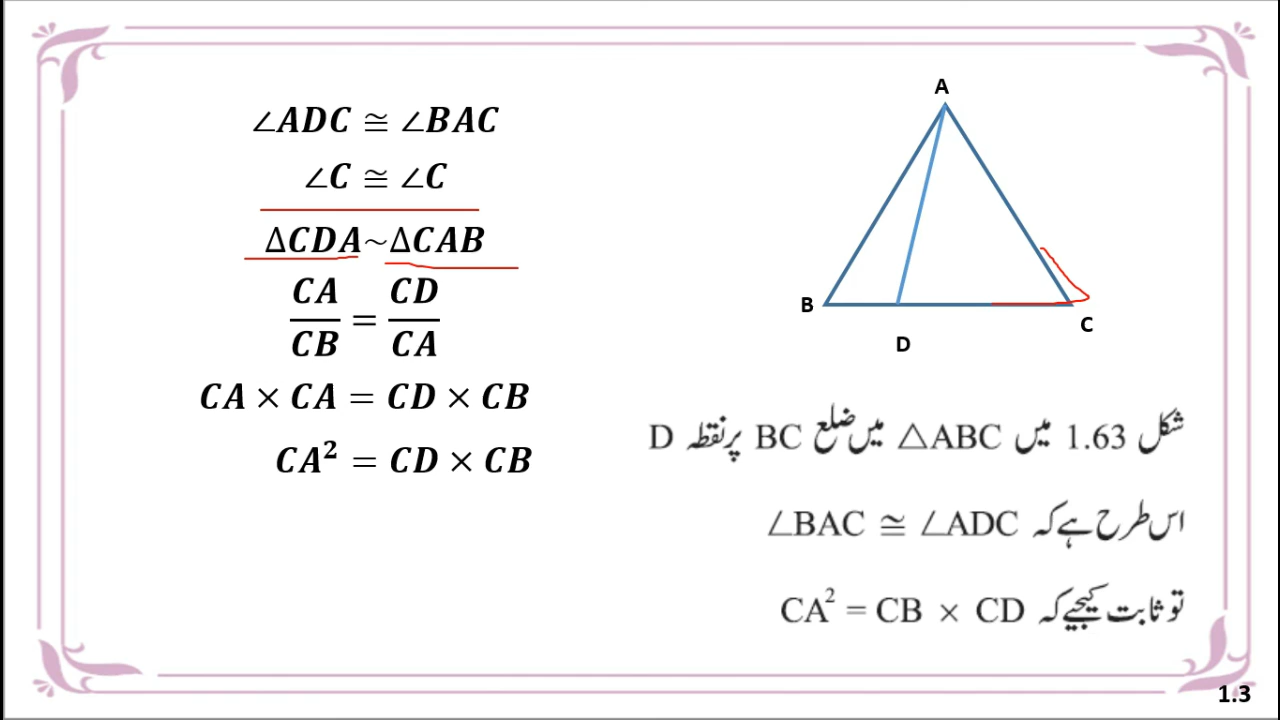 ∠ADC ≅ ∠BAC
∠C ≅ ∠C
ΔCDA~ΔCAB
CA/CB = CD/CA
CA × CA = CD × CB
CA² = CD × CB
A
B
C
D
شکل 1.63 میں △ABC میں ضلع BC پر نقطہ D
اس طرح ہے کہ ∠BAC ≅ ∠ADC
تو ثابت کیجیے کہ CA² = CB × CD
1.3